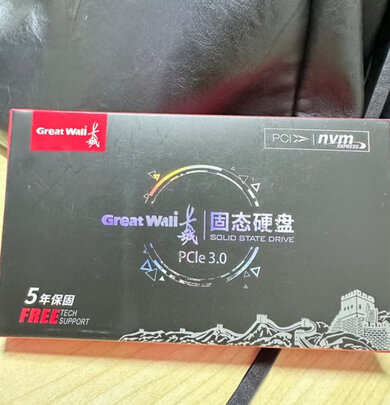 Great Wall 长城
PCI | nvm EXPRESS
Great Wall 长城 | 固态硬盘
SOLID STATE DRIVE
PCIe 3.0
5年保固
FREE TECH SUPPORT